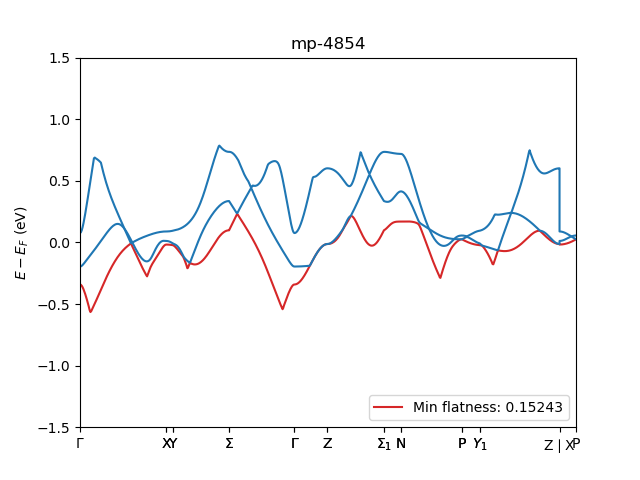 mp-4854
E − E_F (eV)
1.5
1.0
0.5
0.0
−0.5
−1.0
−1.5
Min flatness: 0.15243
Γ X Y Σ Γ Z Σ₁ N P Y₁ Z | X P